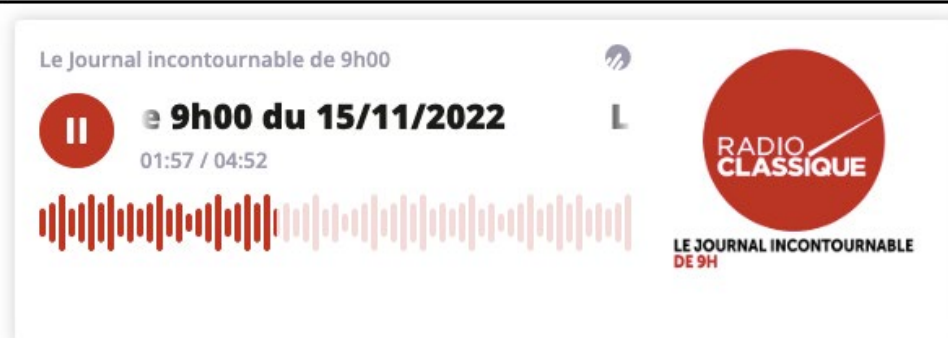 Le Journal incontournable de 9h00
e 9h00 du 15/11/2022 L
01:57 / 04:52
RADIO
CLASSIQUE
LE JOURNAL INCONTOURNABLE
DE 9H